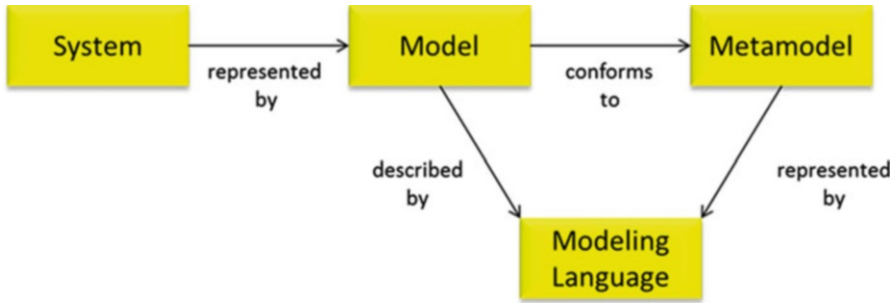 System
Model
Metamodel
represented
by
conforms
to
described
by
represented
by
Modeling
Language